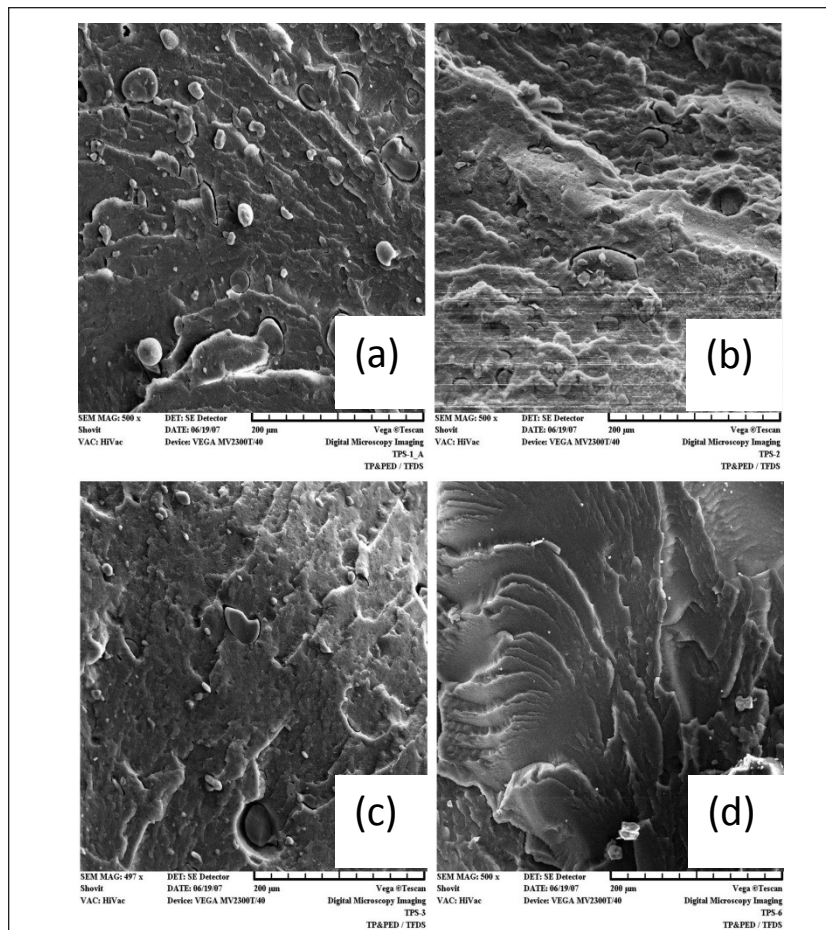 (a)
(b)
SEM MAG: 500 x DET: SE Detector
Shovit DATE: 06/19/07 200 µm Vega ©Tescan
VAC: HiVac Device: VEGA MV2300T/40 Digital Microscopy Imaging
TPS-1_A
TP&PED / TFDS
SEM MAG: 500 x DET: SE Detector
Shovit DATE: 06/19/07 200 µm Vega ©Tescan
VAC: HiVac Device: VEGA MV2300T/40 Digital Microscopy Imaging
TPS-2
TP&PED / TFDS
(c)
(d)
SEM MAG: 497 x DET: SE Detector
Shovit DATE: 06/19/07 200 µm Vega ©Tescan
VAC: HiVac Device: VEGA MV2300T/40 Digital Microscopy Imaging
TPS-3
TP&PED / TFDS
SEM MAG: 500 x DET: SE Detector
Shovit DATE: 06/19/07 200 µm Vega ©Tescan
VAC: HiVac Device: VEGA MV2300T/40 Digital Microscopy Imaging
TPS-6
TP&PED / TFDS